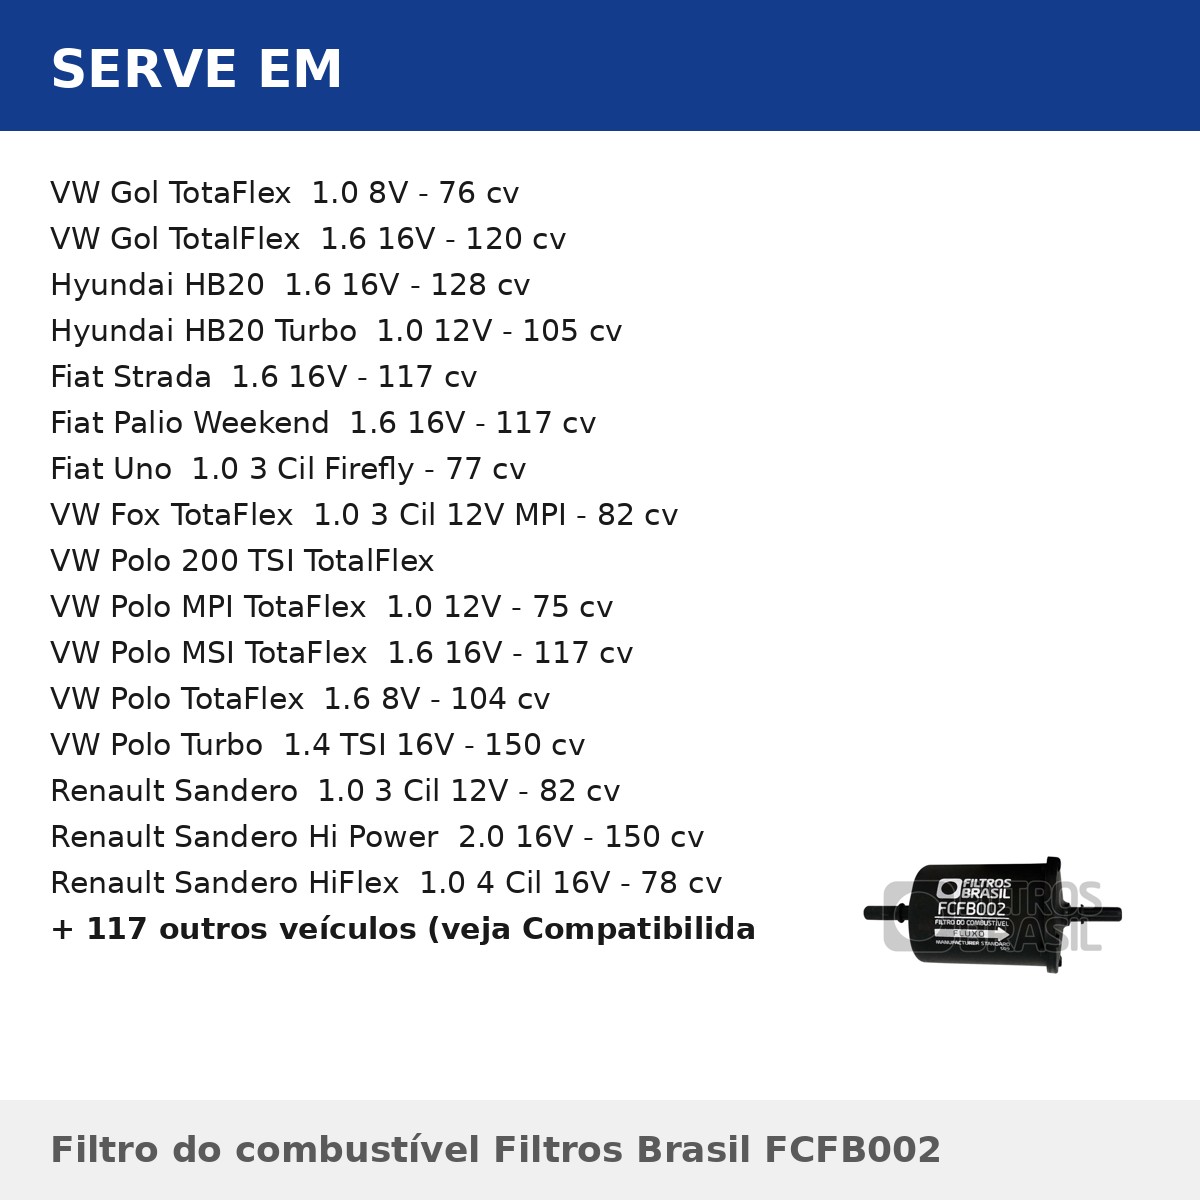 SERVE EM
VW Gol TotaFlex  1.0 8V - 76 cv
VW Gol TotalFlex  1.6 16V - 120 cv
Hyundai HB20  1.6 16V - 128 cv
Hyundai HB20 Turbo  1.0 12V - 105 cv
Fiat Strada  1.6 16V - 117 cv
Fiat Palio Weekend  1.6 16V - 117 cv
Fiat Uno  1.0 3 Cil Firefly - 77 cv
VW Fox TotaFlex  1.0 3 Cil 12V MPI - 82 cv
VW Polo 200 TSI TotalFlex
VW Polo MPI TotaFlex  1.0 12V - 75 cv
VW Polo MSI TotaFlex  1.6 16V - 117 cv
VW Polo TotaFlex  1.6 8V - 104 cv
VW Polo Turbo  1.4 TSI 16V - 150 cv
Renault Sandero  1.0 3 Cil 12V - 82 cv
Renault Sandero Hi Power  2.0 16V - 150 cv
Renault Sandero HiFlex  1.0 4 Cil 16V - 78 cv
+ 117 outros veículos (veja Compatibilida
FILTROS
BRASIL
FCFB002
FILTRO DO COMBUSTÍVEL
FLUXO
MANUFACTURER STANDARD
FILTROS
BRASIL
Filtro do combustível Filtros Brasil FCFB002